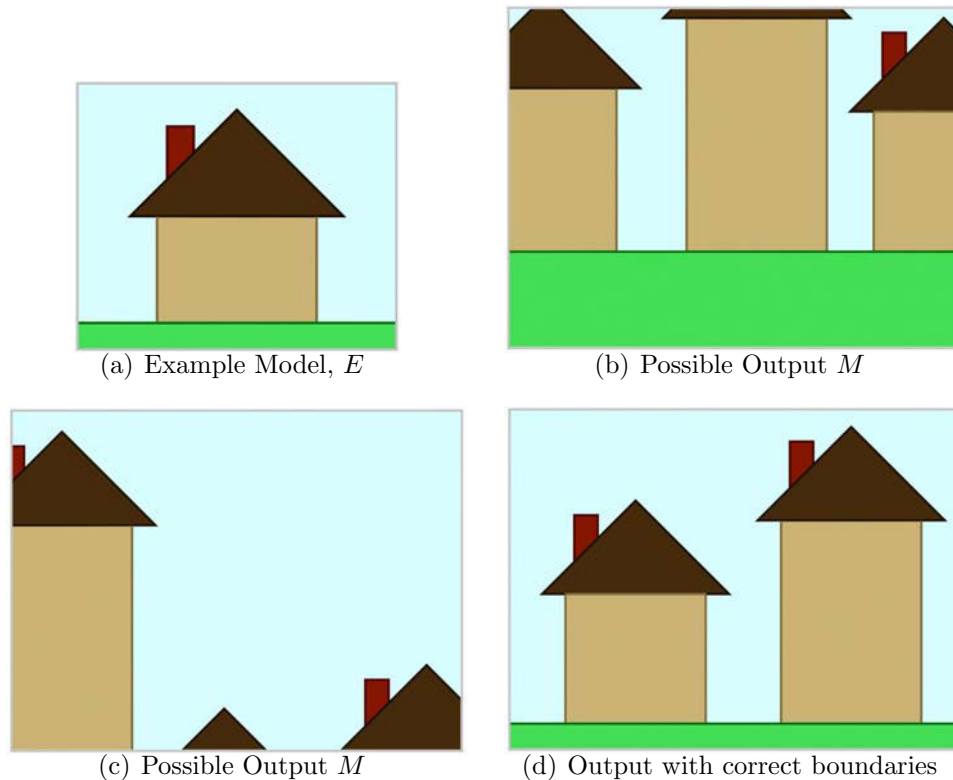 (a) Example Model, E
(b) Possible Output M
(c) Possible Output M
(d) Output with correct boundaries